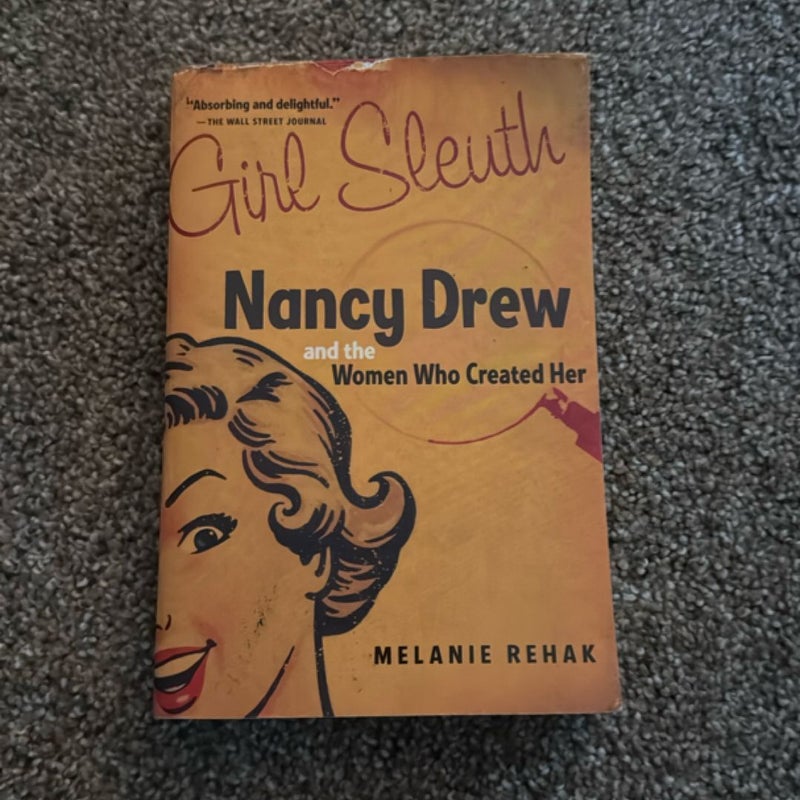 "Absorbing and delightful."
—THE WALL STREET JOURNAL
Girl Sleuth
Nancy Drew
and the
Women Who Created Her
MELANIE REHAK